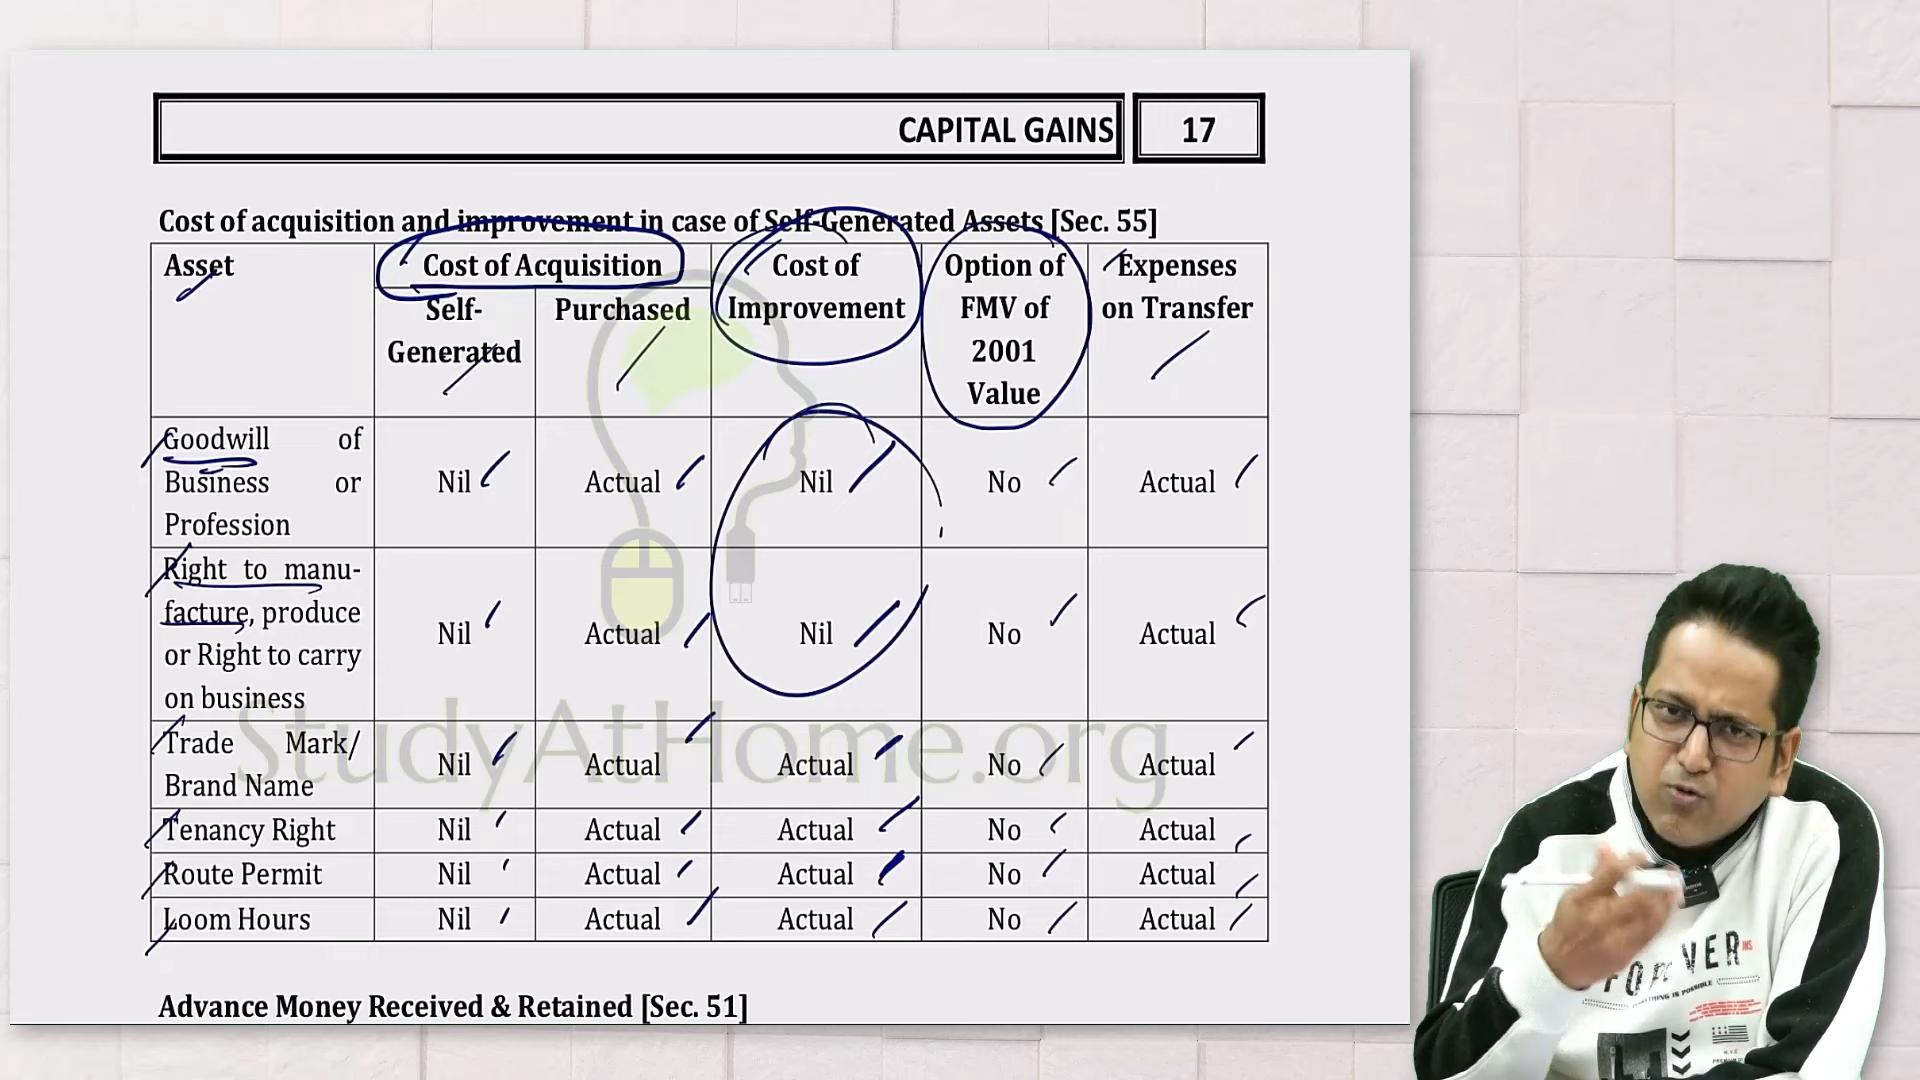 CAPITAL GAINS 17
Cost of acquisition and improvement in case of Self-Generated Assets [Sec. 55]
Asset Cost of Acquisition Cost of Improvement Option of FMV of 2001 Value Expenses on Transfer
Self-Generated Purchased
Goodwill of Business or Profession Nil Actual Nil No Actual
Right to manu-facture, produce or Right to carry on business Nil Actual Nil No Actual
Trade Mark/ Brand Name Nil Actual Actual No Actual
Tenancy Right Nil Actual Actual No Actual
Route Permit Nil Actual Actual No Actual
Loom Hours Nil Actual Actual No Actual
Advance Money Received & Retained [Sec. 51]
StudyAtHome.org